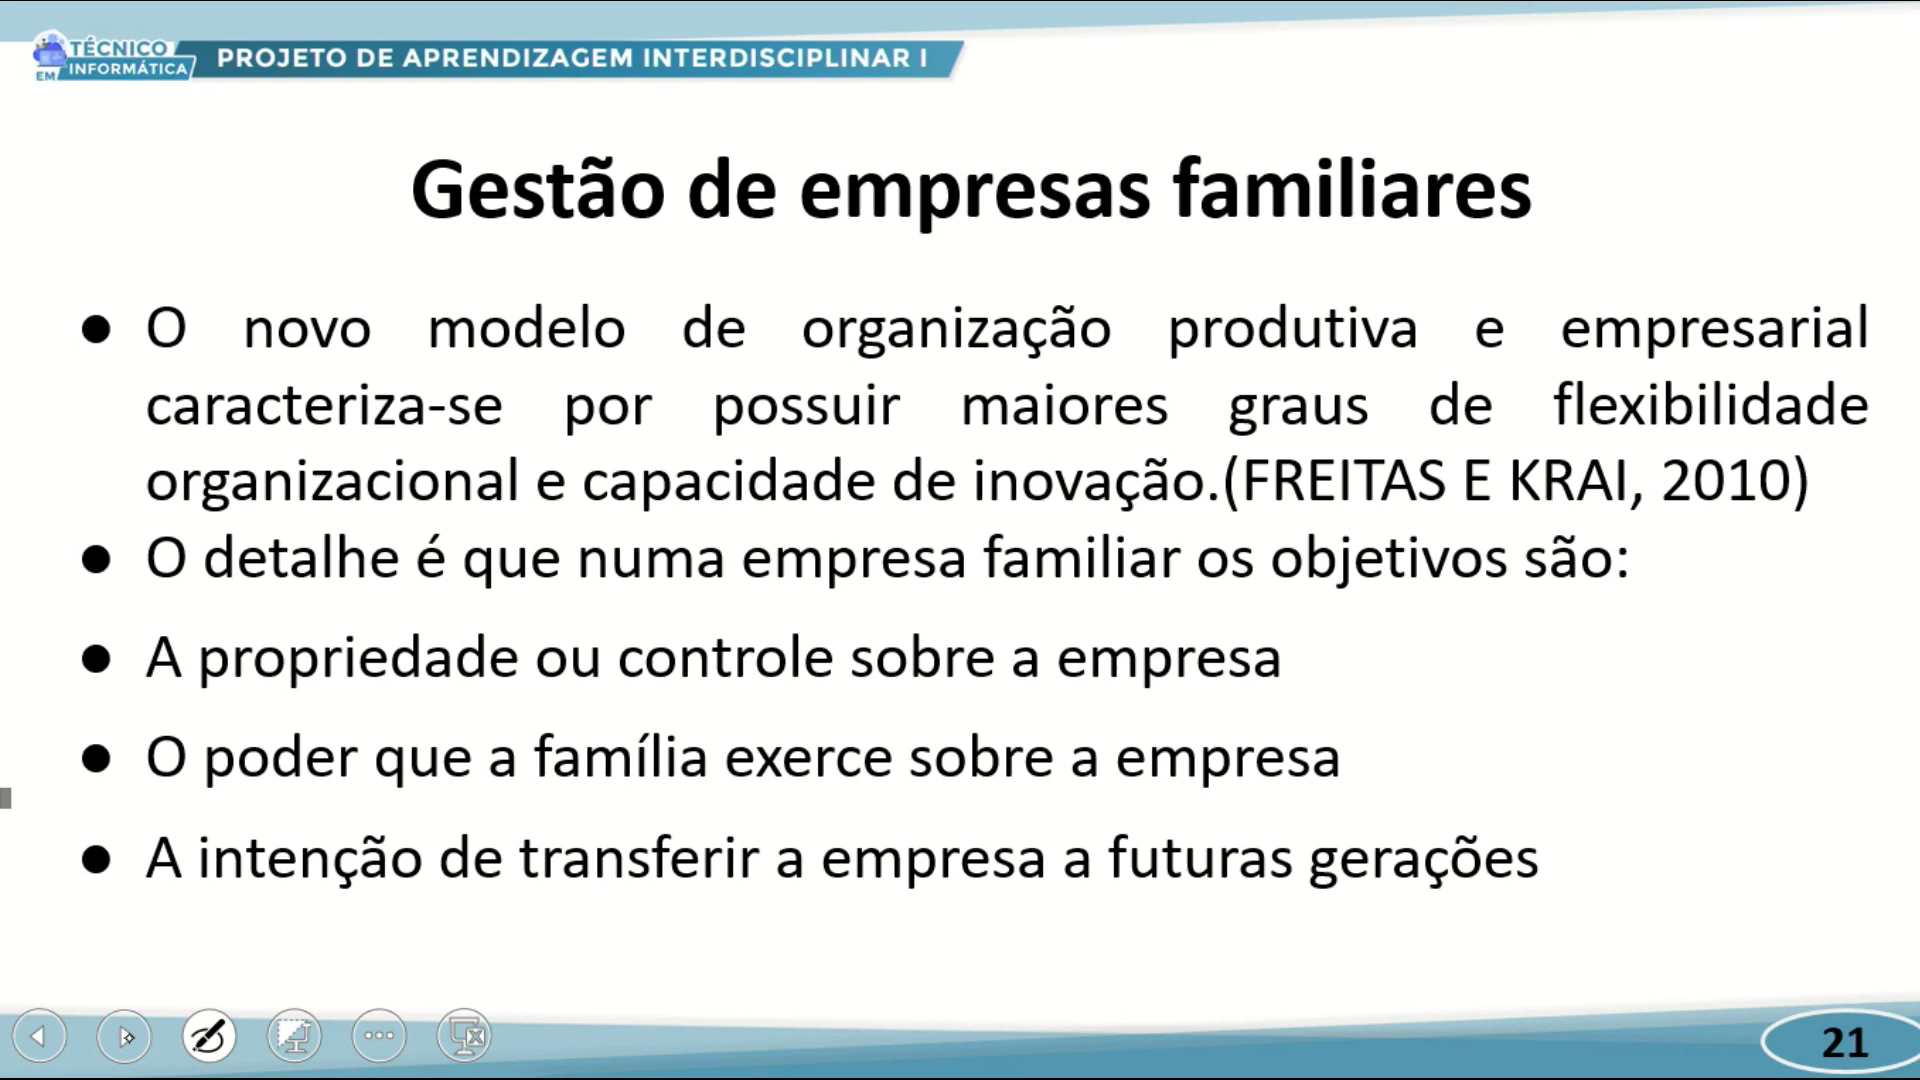 TÉCNICO
EM INFORMÁTICA
PROJETO DE APRENDIZAGEM INTERDISCIPLINAR I
Gestão de empresas familiares
● O novo modelo de organização produtiva e empresarial
caracteriza-se por possuir maiores graus de flexibilidade
organizacional e capacidade de inovação.(FREITAS E KRAI, 2010)
● O detalhe é que numa empresa familiar os objetivos são:
● A propriedade ou controle sobre a empresa
● O poder que a família exerce sobre a empresa
● A intenção de transferir a empresa a futuras gerações
21